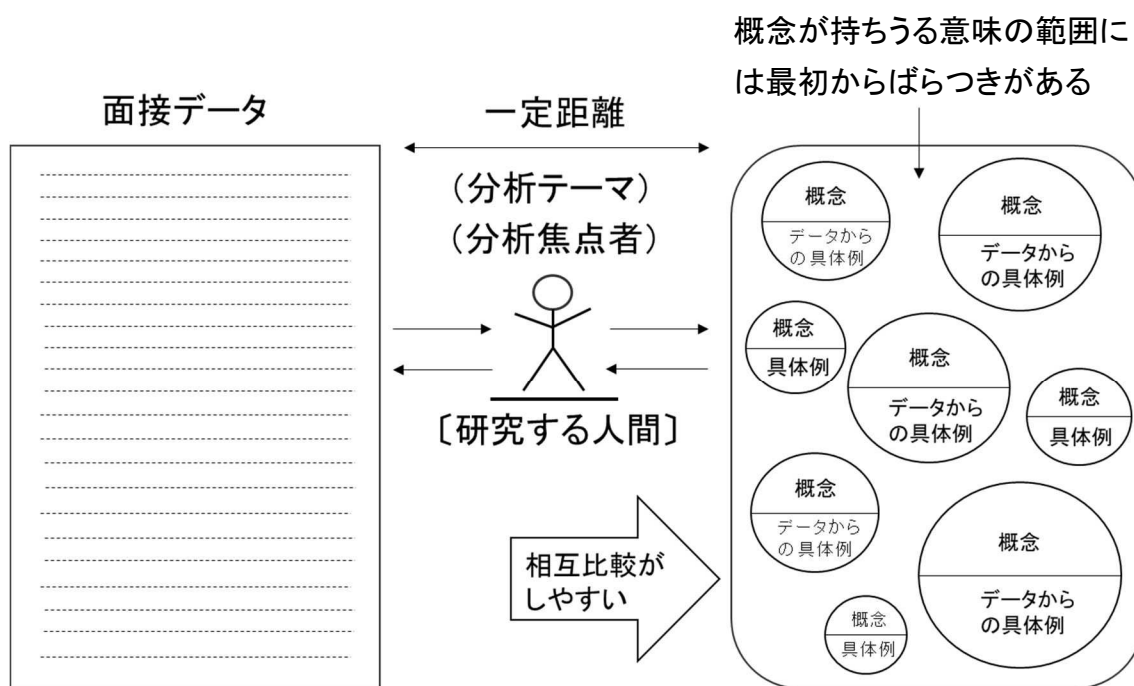 概念が持ちうる意味の範囲に
は最初からばらつきがある
面接データ
一定距離
(分析テーマ)
(分析焦点者)
〔研究する人間〕
相互比較が
しやすい
概念
データから
の具体例
概念
データから
の具体例
概念
具体例
概念
データから
の具体例
概念
具体例
概念
データから
の具体例
概念
データから
の具体例
概念
具体例